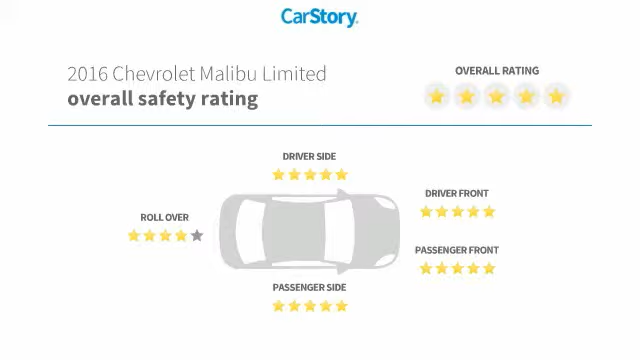 CarStory
2016 Chevrolet Malibu Limited
overall safety rating
OVERALL RATING
DRIVER SIDE
DRIVER FRONT
ROLL OVER
PASSENGER FRONT
PASSENGER SIDE